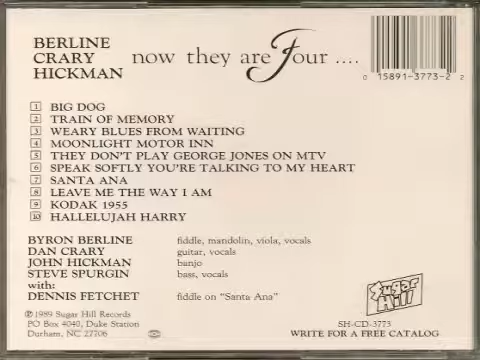 BERLINE
CRARY
HICKMAN
now they are Four ....
0 15891-3773-2 2
1 BIG DOG
2 TRAIN OF MEMORY
3 WEARY BLUES FROM WAITING
4 MOONLIGHT MOTOR INN
5 THEY DON'T PLAY GEORGE JONES ON MTV
6 SPEAK SOFTLY YOU'RE TALKING TO MY HEART
7 SANTA ANA
8 LEAVE ME THE WAY I AM
9 KODAK 1955
10 HALLELUJAH HARRY
BYRON BERLINE fiddle, mandolin, viola, vocals
DAN CRARY guitar, vocals
JOHN HICKMAN banjo
STEVE SPURGIN bass, vocals
with:
DENNIS FETCHET fiddle on "Santa Ana"
℗ 1989 Sugar Hill Records
PO Box 4040, Duke Station
Durham, NC 27706
Sugar
Hill
SH-CD-3773
WRITE FOR A FREE CATALOG